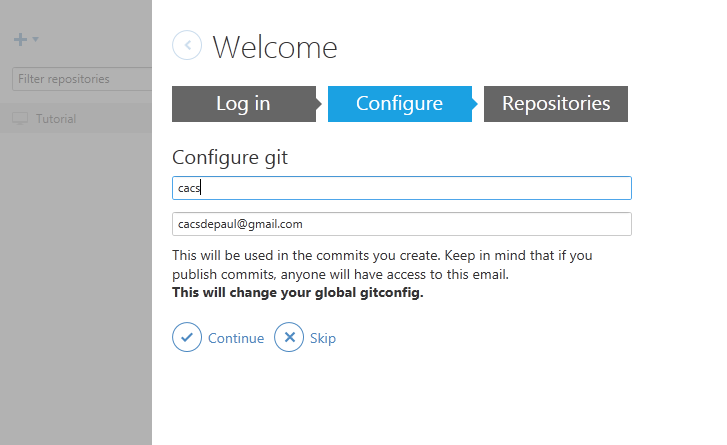 Welcome
Filter repositories
Tutorial
Log in
Configure
Repositories
Configure git
cacs
cacsdepaul@gmail.com
This will be used in the commits you create. Keep in mind that if you
publish commits, anyone will have access to this email.
This will change your global gitconfig.
Continue
Skip